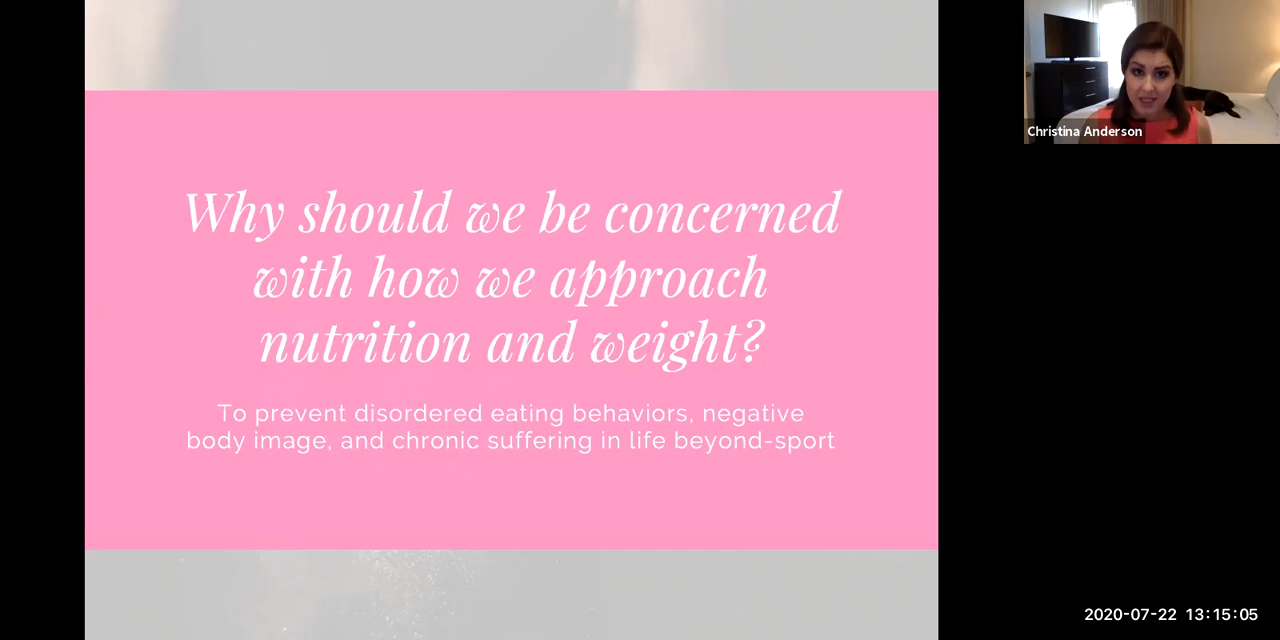 Why should we be concerned
with how we approach
nutrition and weight?
To prevent disordered eating behaviors, negative
body image, and chronic suffering in life beyond-sport
Christina Anderson
2020-07-22 13:15:05